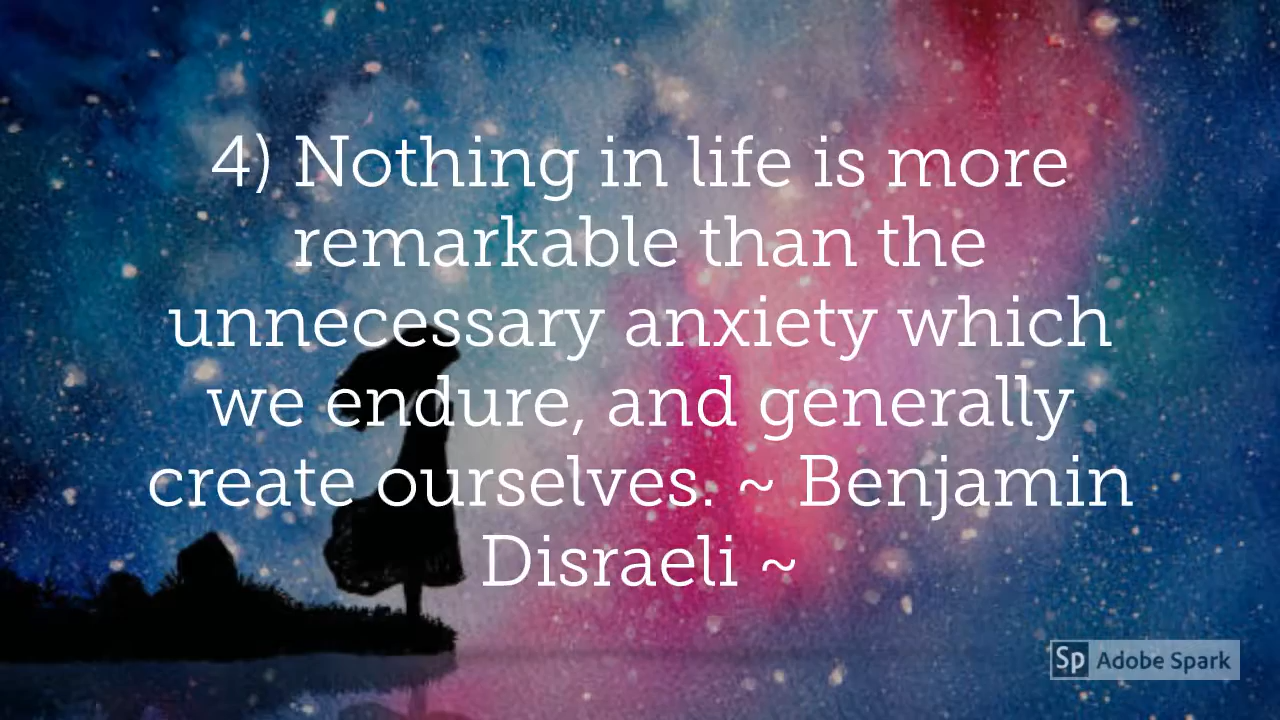 4) Nothing in life is more
remarkable than the
unnecessary anxiety which
we endure, and generally
create ourselves. ~ Benjamin
Disraeli ~
Sp Adobe Spark